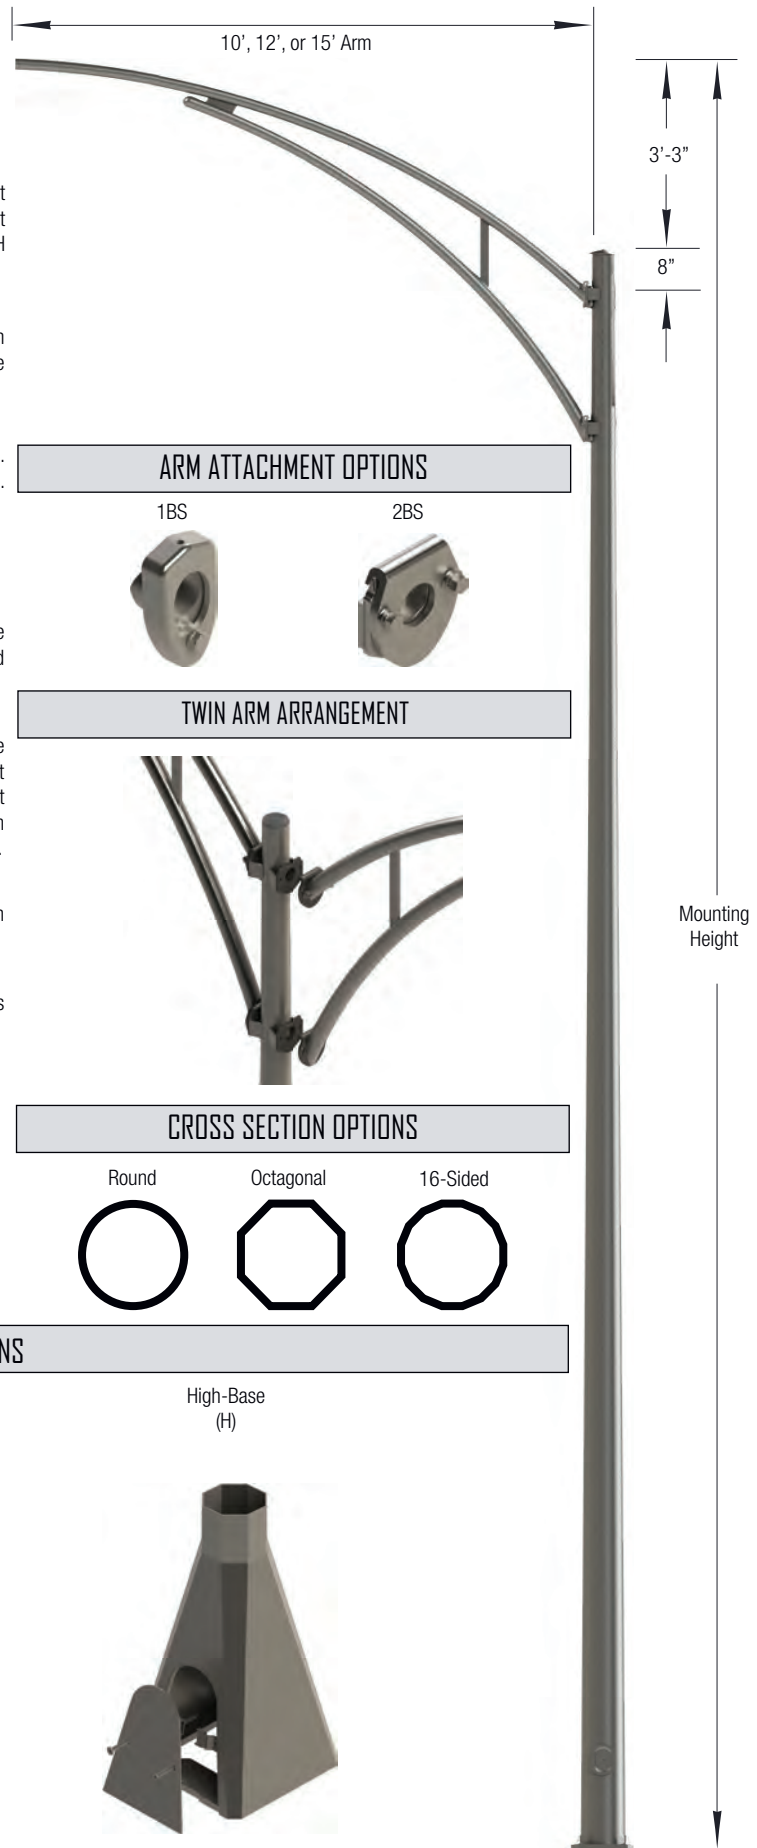 10’, 12’, or 15’ Arm
3’-3”
8”
ARM ATTACHMENT OPTIONS
1BS
2BS
TWIN ARM ARRANGEMENT
Mounting
Height
CROSS SECTION OPTIONS
Round
Octagonal
16-Sided
NS
High-Base
(H)